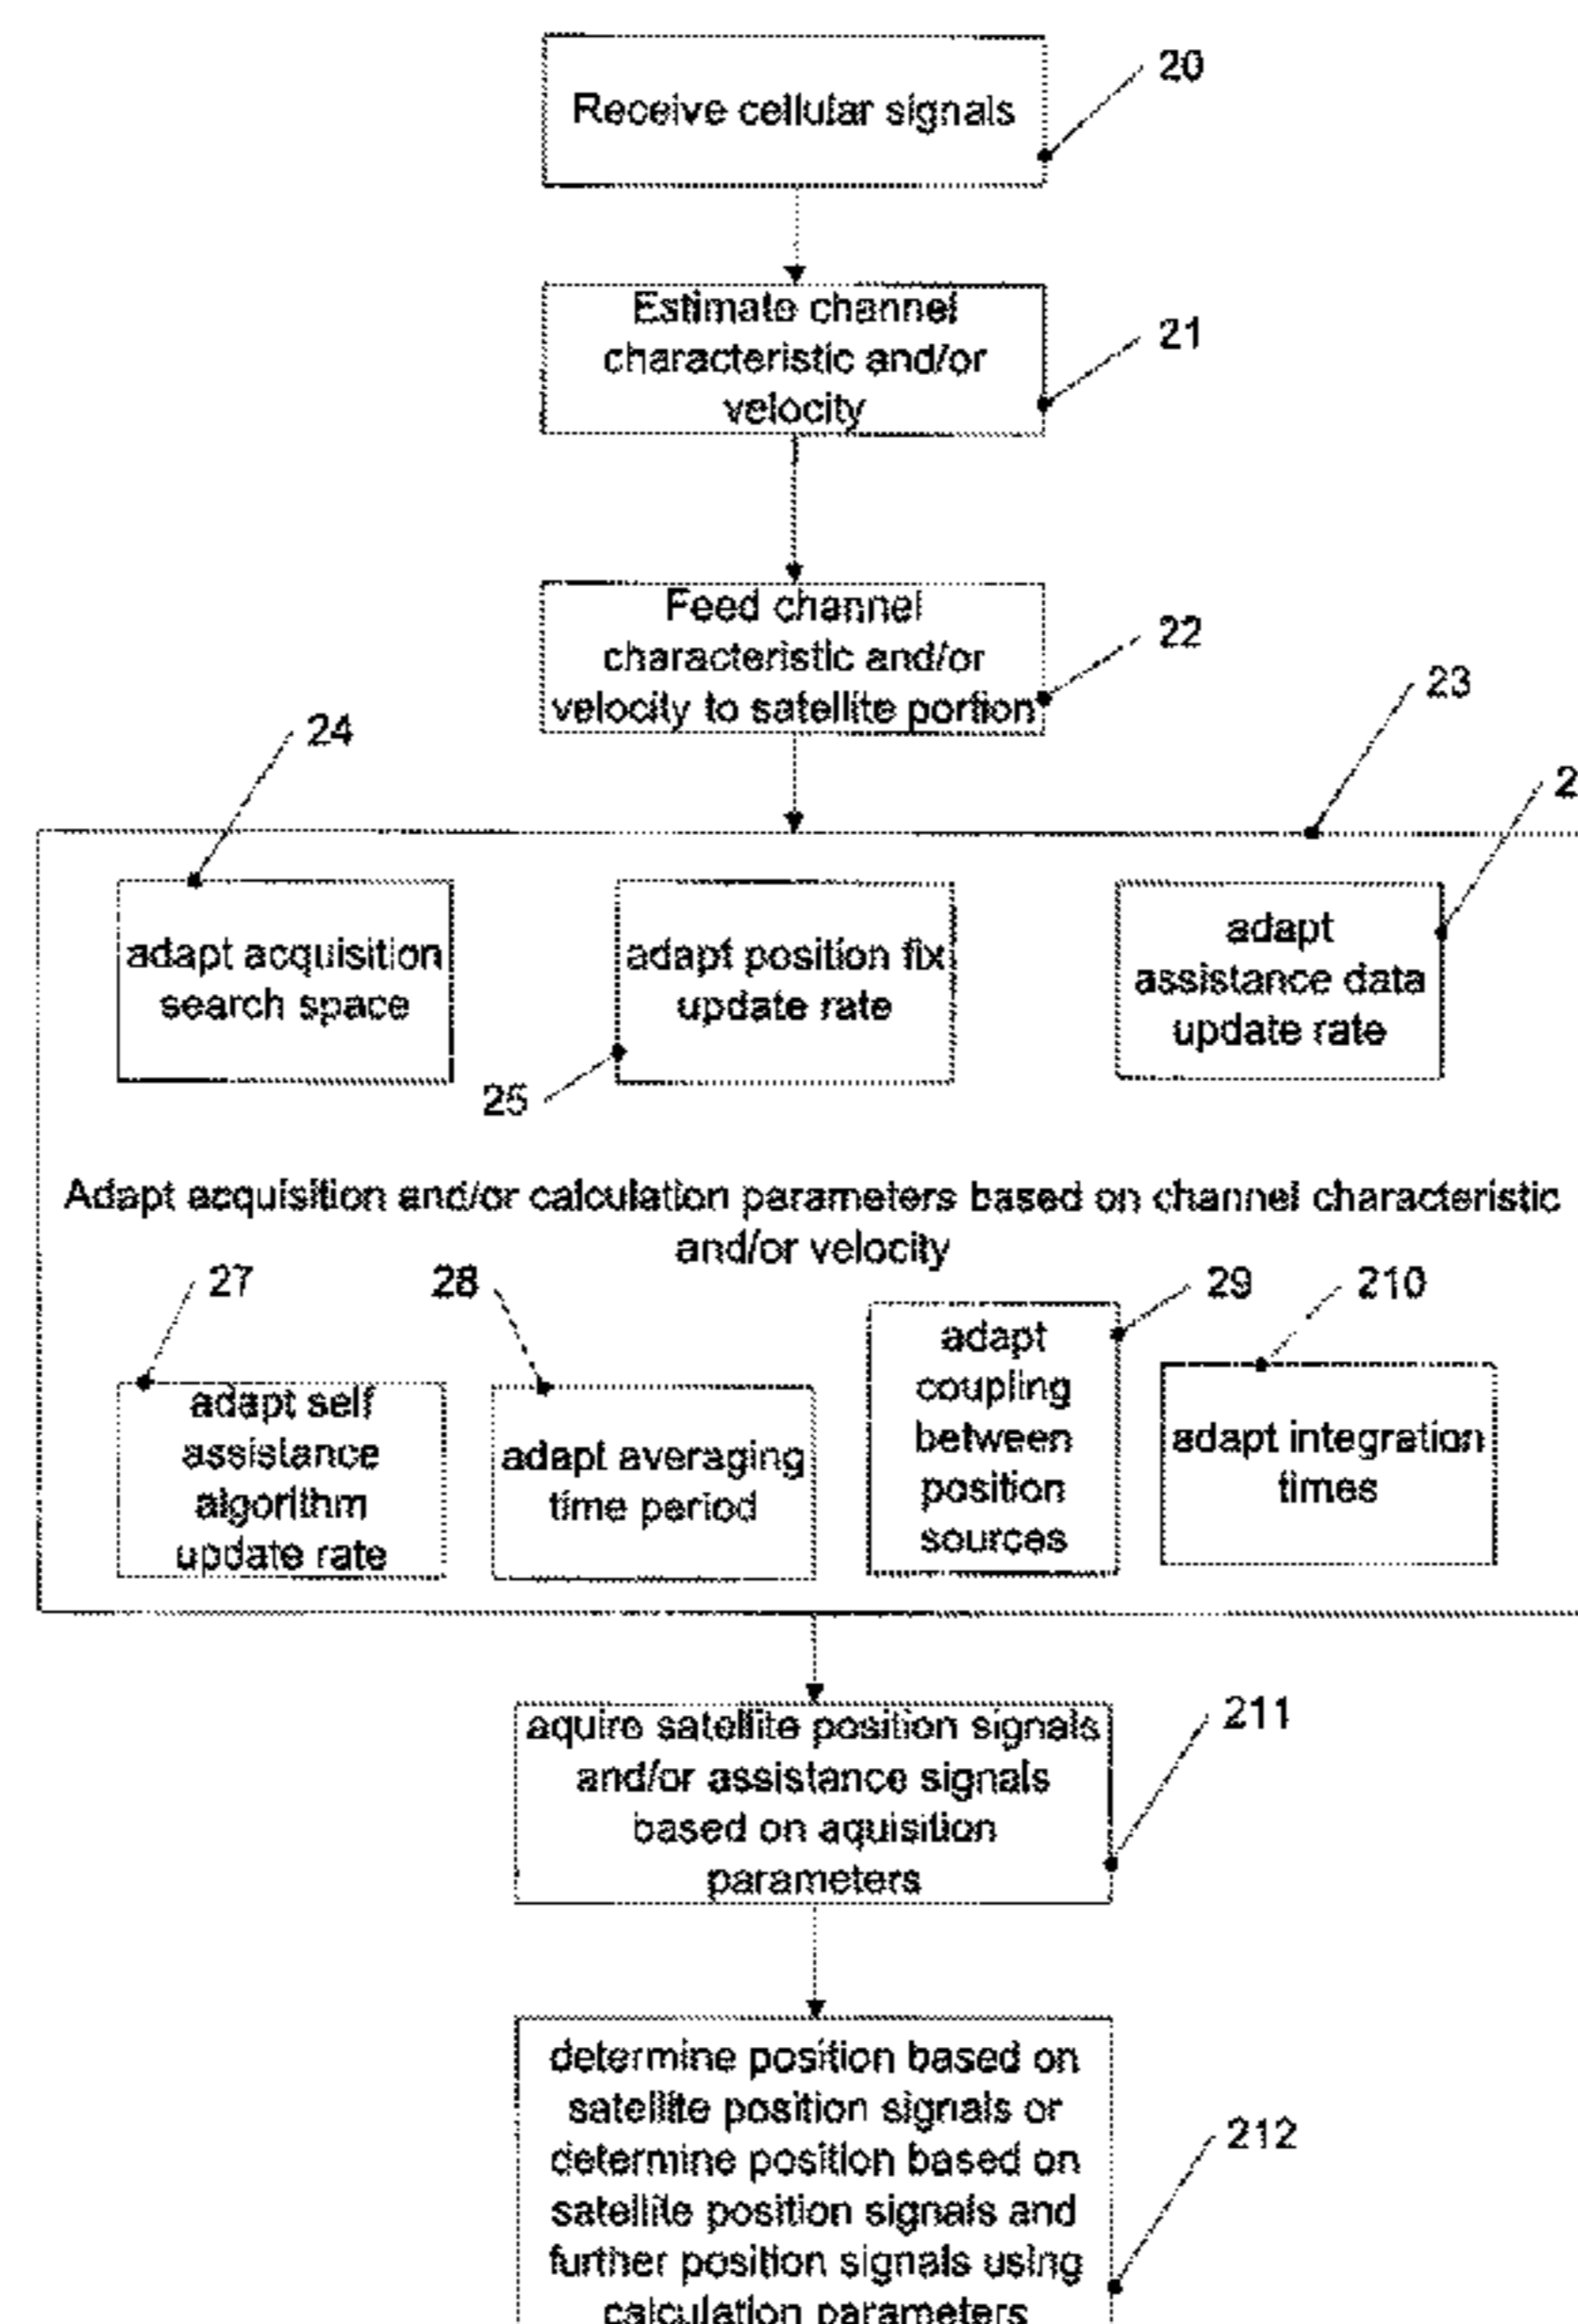 20
Receive cellular signals
Estimate channel
characteristic and/or
velocity
21
Feed channel
characteristic and/or
velocity to satellite portion
22
23
24
2
adapt acquisition
search space
adapt position fix
update rate
25
adapt
assistance data
update rate
Adapt acquisition and/or calculation parameters based on channel characteristic
and/or velocity
27
28
29
210
adapt self
assistance
algorithm
update rate
adapt averaging
time period
adapt
coupling
between
position
sources
adapt integration
times
aquire satellite position signals
and/or assistance signals
based on aquisition
parameters
211
determine position based on
satellite position signals or
determine position based on
satellite position signals and
further position signals using
calculation parameters
212